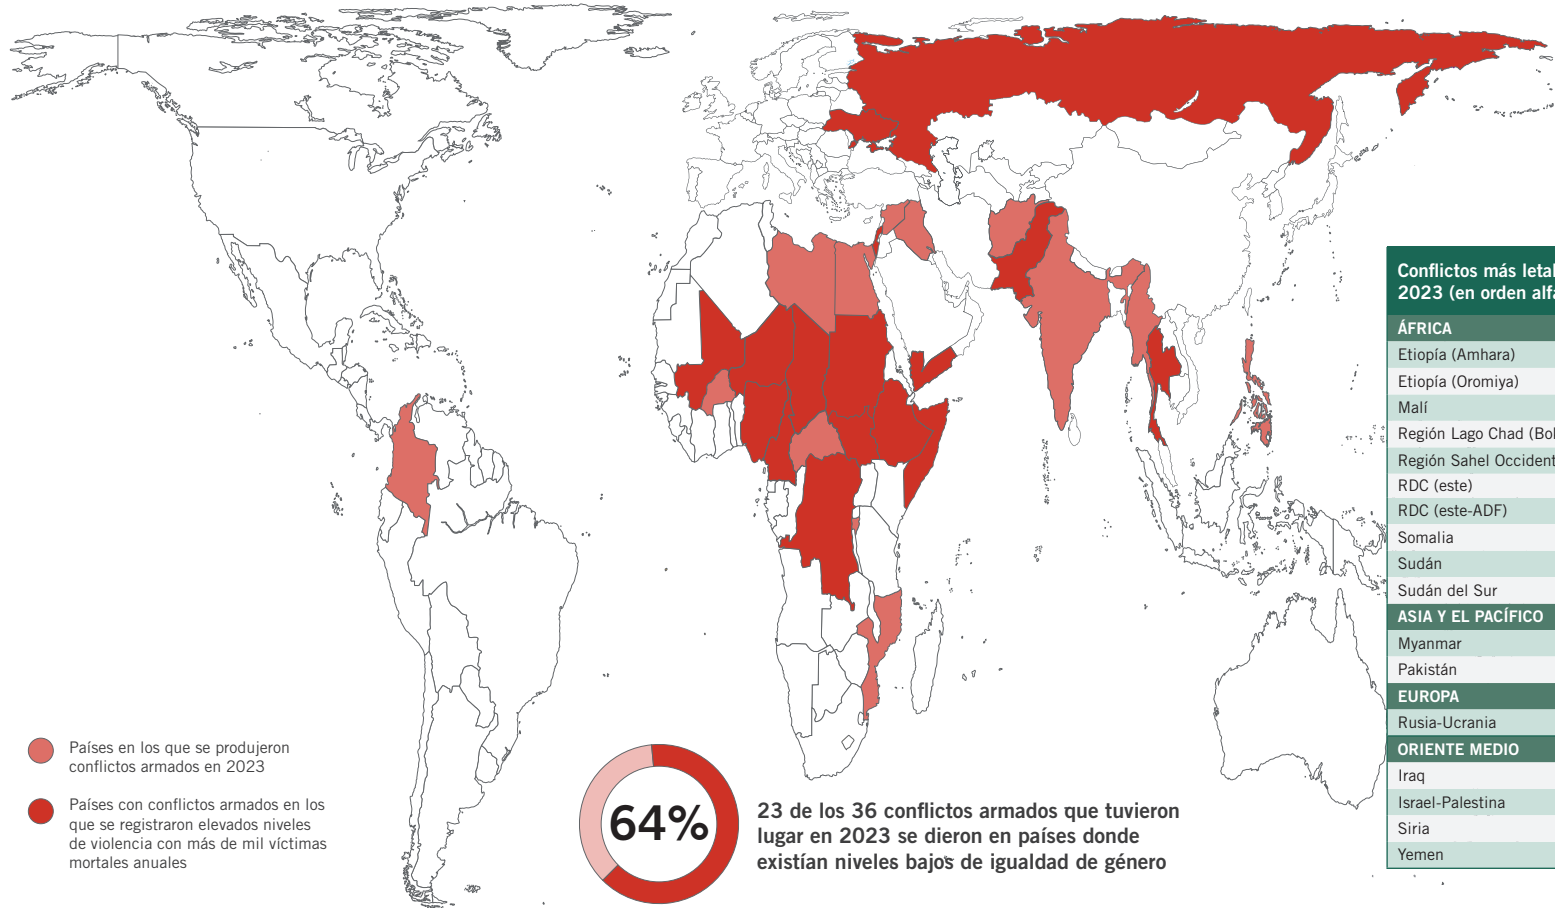 Conflictos más letal
2023 (en orden alfa
ÁFRICA
Etiopía (Amhara)
Etiopía (Oromiya)
Malí
Región Lago Chad (Bol
Región Sahel Occident
RDC (este)
RDC (este-ADF)
Somalia
Sudán
Sudán del Sur
ASIA Y EL PACÍFICO
Myanmar
Pakistán
EUROPA
Rusia-Ucrania
ORIENTE MEDIO
Iraq
Israel-Palestina
Siria
Yemen
Países en los que se produjeron
conflictos armados en 2023
Países con conflictos armados en los
que se registraron elevados niveles
de violencia con más de mil víctimas
mortales anuales
64%
23 de los 36 conflictos armados que tuvieron
lugar en 2023 se dieron en países donde
existían niveles bajos de igualdad de género